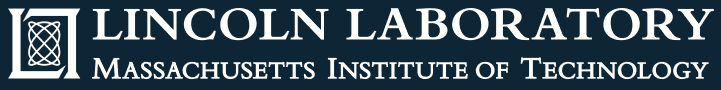 LINCOLN LABORATORY
MASSACHUSETTS INSTITUTE OF TECHNOLOGY